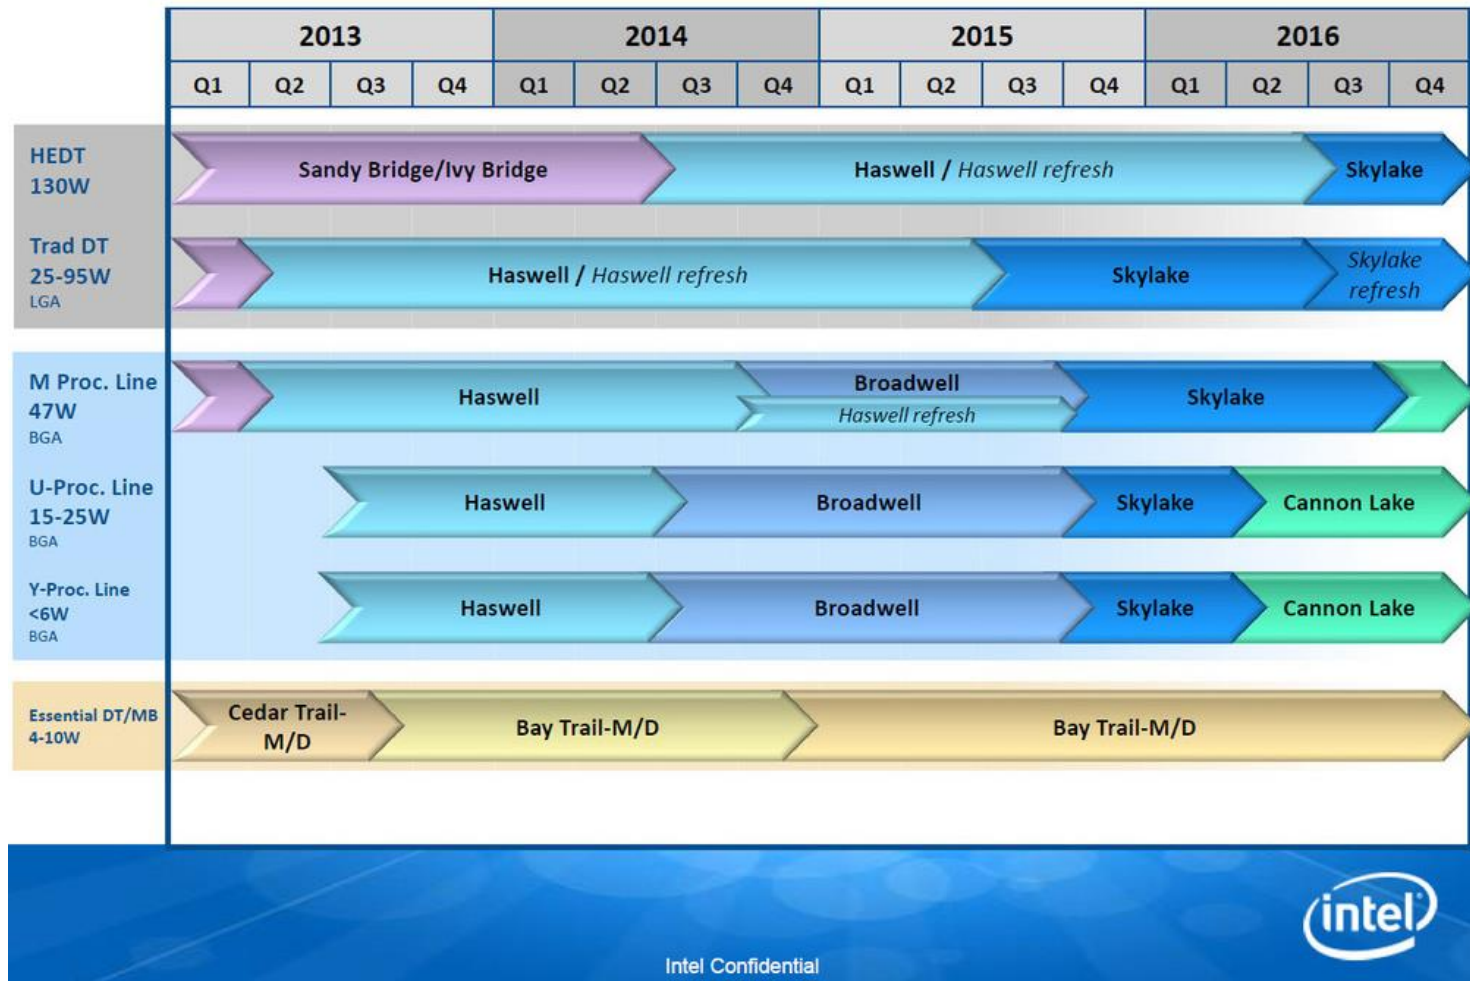 2013 2014 2015 2016
Q1 Q2 Q3 Q4 Q1 Q2 Q3 Q4 Q1 Q2 Q3 Q4 Q1 Q2 Q3 Q4
HEDT
130W
Sandy Bridge/Ivy Bridge
Haswell / Haswell refresh
Skylake
Trad DT
25-95W
LGA
Haswell / Haswell refresh
Skylake
Skylake
refresh
M Proc. Line
47W
BGA
Haswell
Broadwell
Haswell refresh
Skylake
U-Proc. Line
15-25W
BGA
Haswell
Broadwell
Skylake
Cannon Lake
Y-Proc. Line
<6W
BGA
Haswell
Broadwell
Skylake
Cannon Lake
Essential DT/MB
4-10W
Cedar Trail-
M/D
Bay Trail-M/D
Bay Trail-M/D
intel
Intel Confidential